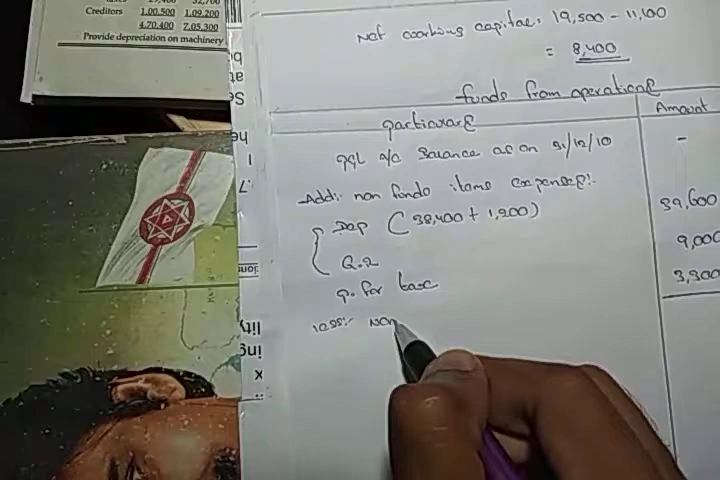 Creditors 1,00,500 1,09,200
4,70,400 7,05,300
Provide depreciation on machinery
Net working capital = 19,500 - 11,100
= 8,400
funds from operations
particulars Amount
P&L A/c Balance as on 31/12/10 -
Add:- non funds items expenses:-
Dep (38,400 + 1,200) 39,600
G.R 9,000
P. for tax 3,300
less:- Non